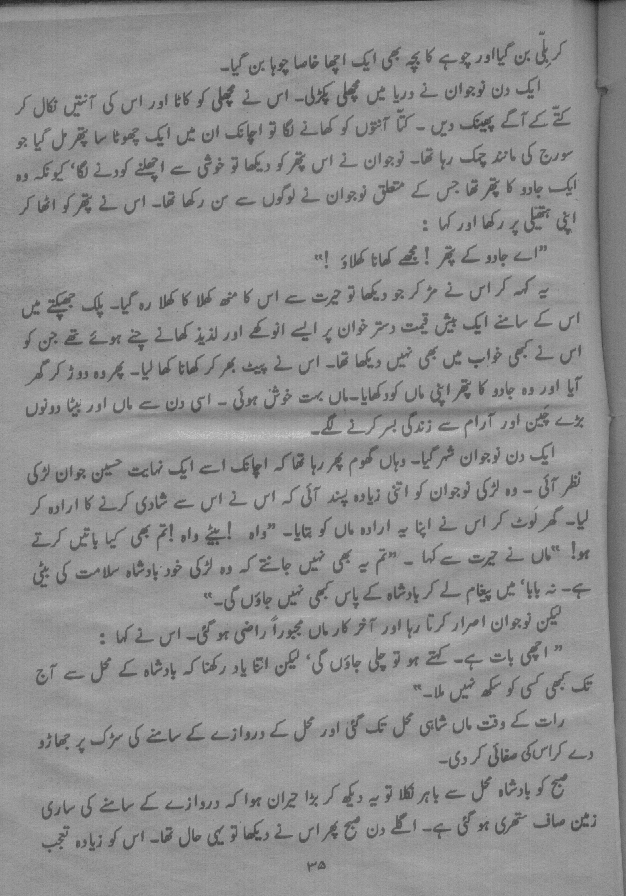 کر بلّی بن گیا اور چوہے کا بچہ بھی ایک اچھا خاصا چوہا بن گیا۔
ایک دن نوجوان نے دریا میں مچھلی پکڑی۔ اس نے مچھلی کو کاٹا اور اس کی آنتیں نکال کر
کتّے کے آگے پھینک دیں ۔ کتّا آنتوں کو کھانے لگا تو اچانک ان میں ایک چھوٹا سا پتھر مل گیا جو
سورج کی مانند چمک رہا تھا۔ نوجوان نے اس پتھر کو دیکھا تو خوشی سے اچھلنے کودنے لگا، کیونکہ وہ
ایک جادو کا پتھر تھا جس کے متعلق نوجوان نے لوگوں سے سن رکھا تھا۔ اس نے پتھر کو اٹھا کر
اپنی ہتھیلی پر رکھا اور کہا :
”اے جادو کے پتھر ! مجھے کھانا کھلاؤ !“
یہ کہہ کر اس نے مڑ کر جو دیکھا تو حیرت سے اس کا منھ کھلا کا کھلا رہ گیا۔ پلک جھپکتے میں
اس کے سامنے ایک بیش قیمت دستر خوان پر ایسے انوکھے اور لذیذ کھانے چنے ہوئے تھے جن کو
اس نے کبھی خواب میں بھی نہیں دیکھا تھا۔ اس نے پیٹ بھر کر کھانا کھا لیا۔ پھر وہ دوڑ کر گھر
آیا اور وہ جادو کا پتھر اپنی ماں کو دکھایا۔ ماں بہت خوش ہوئی ۔ اسی دن سے ماں اور بیٹا دونوں
بڑے چَین اور آرام سے زندگی بسر کرنے لگے۔
ایک دن نوجوان شہر گیا۔ وہاں گھوم پھر رہا تھا کہ اچانک اسے ایک نہایت حسین جوان لڑکی
نظر آئی ۔ وہ لڑکی نوجوان کو اتنی زیادہ پسند آئی کہ اس نے اس سے شادی کرنے کا ارادہ کر
لیا۔ گھر لَوٹ کر اس نے اپنا یہ ارادہ ماں کو بتایا۔ ”واہ !بیٹے واہ !تم بھی کیا باتیں کرتے
ہو! “ماں نے حیرت سے کہا ۔ ”تم یہ بھی نہیں جانتے کہ وہ لڑکی خود بادشاہ سلامت کی بیٹی
ہے۔ نہ بابا، میں پیغام لے کر بادشاہ کے پاس کبھی نہیں جاؤں گی۔“
لیکن نوجوان اصرار کرتا رہا اور آخر کار ماں مجبوراً راضی ہو گئی۔ اس نے کہا :
” اچھی بات ہے۔ کہتے ہو تو چلی جاؤں گی، لیکن اتنا یاد رکھنا کہ بادشاہ کے محل سے آج
تک کبھی کسی کو سکھ نہیں ملا۔“
رات کے وقت ماں شاہی محل تک گئی اور محل کے دروازے کے سامنے کی سڑک پر جھاڑو
دے کر اس کی صفائی کر دی۔
صبح کو بادشاہ محل سے باہر نکلا تو یہ دیکھ کر بڑا حیران ہوا کہ دروازے کے سامنے کی ساری
زمین صاف ستھری ہو گئی ہے۔ اگلے دن صبح پھر اس نے دیکھا تو یہی حال تھا۔ اس کو زیادہ تعجب
۳۵